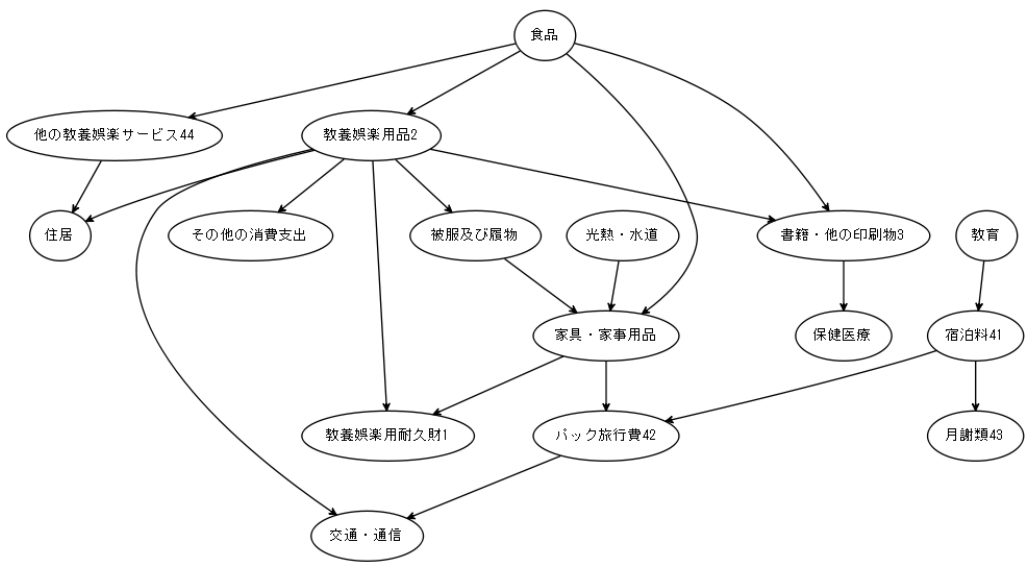 食品
他の教養娯楽サービス44
教養娯楽用品2
住居
その他の消費支出
被服及び履物
光熱・水道
書籍・他の印刷物3
教育
家具・家事用品
保健医療
宿泊料41
教養娯楽用耐久財1
パック旅行費42
月謝類43
交通・通信